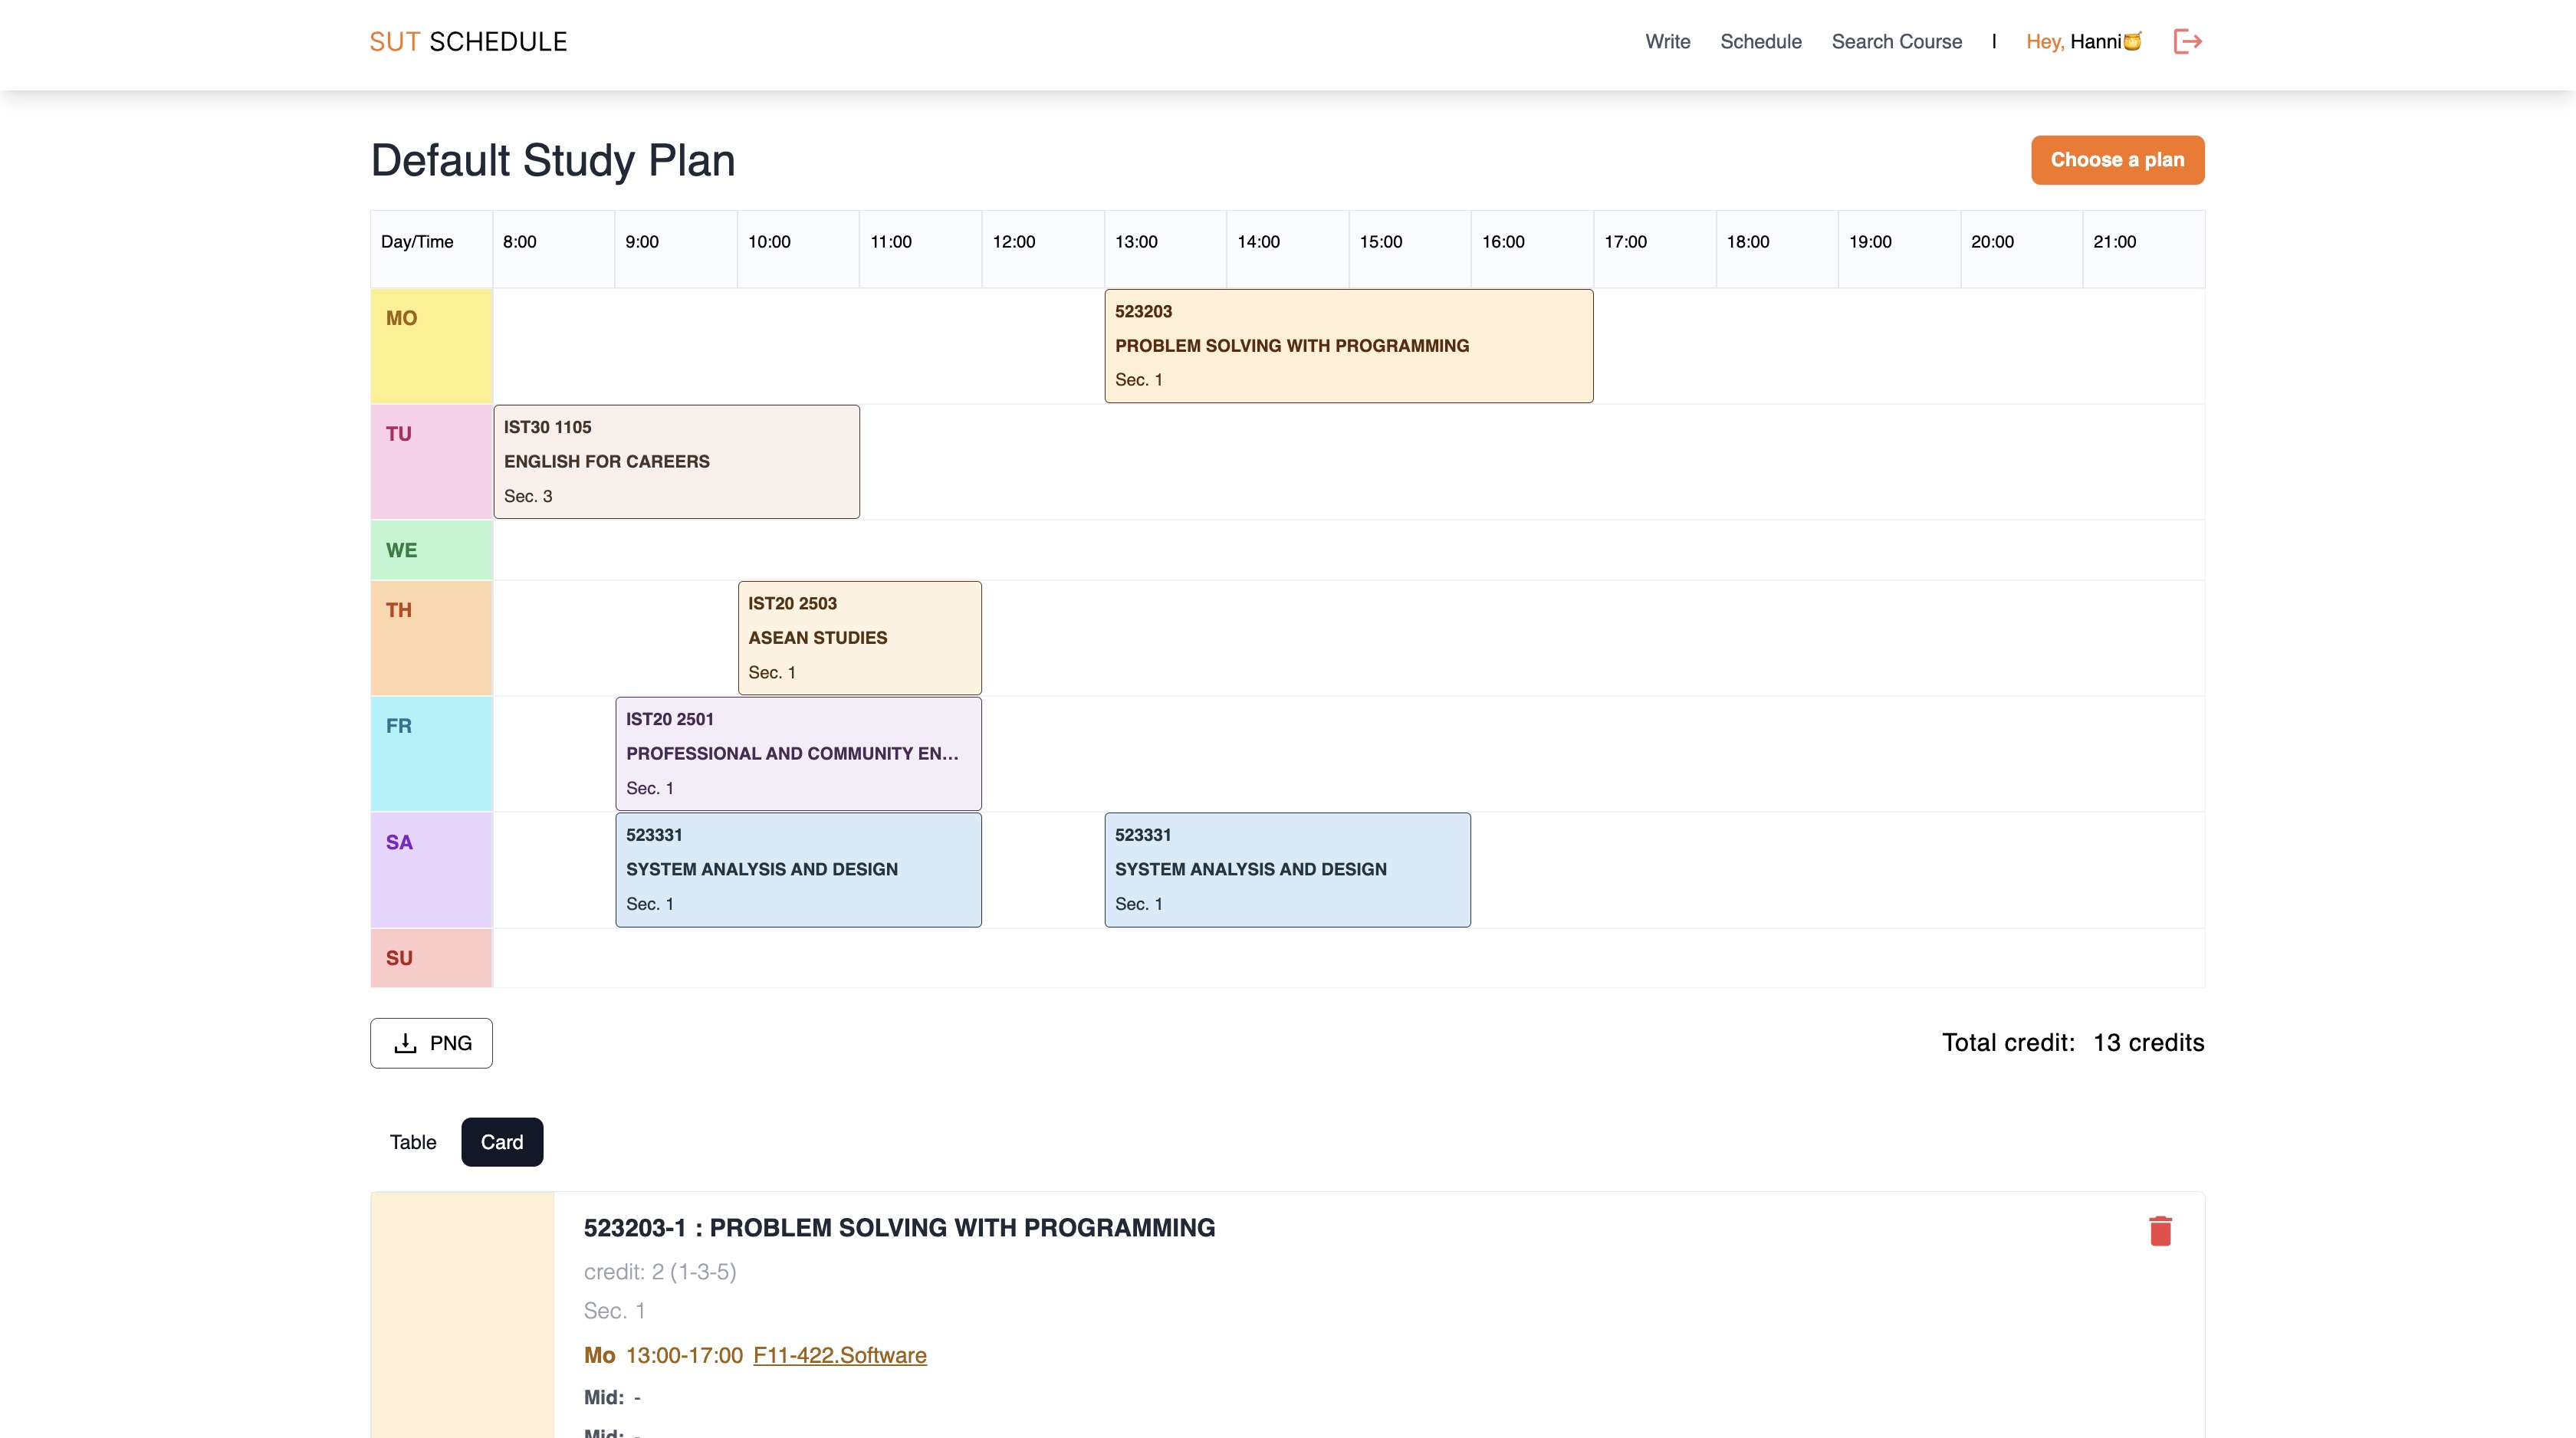 SUT SCHEDULE
Write Schedule Search Course | Hey, Hanni🍯
Default Study Plan
Choose a plan
Day/Time 8:00 9:00 10:00 11:00 12:00 13:00 14:00 15:00 16:00 17:00 18:00 19:00 20:00 21:00
MO
523203
PROBLEM SOLVING WITH PROGRAMMING
Sec. 1
TU
IST30 1105
ENGLISH FOR CAREERS
Sec. 3
WE
TH
IST20 2503
ASEAN STUDIES
Sec. 1
FR
IST20 2501
PROFESSIONAL AND COMMUNITY EN...
Sec. 1
SA
523331
SYSTEM ANALYSIS AND DESIGN
Sec. 1
523331
SYSTEM ANALYSIS AND DESIGN
Sec. 1
SU
PNG
Total credit: 13 credits
Table Card
523203-1 : PROBLEM SOLVING WITH PROGRAMMING
credit: 2 (1-3-5)
Sec. 1
Mo 13:00-17:00 F11-422.Software
Mid: -
Mid: -